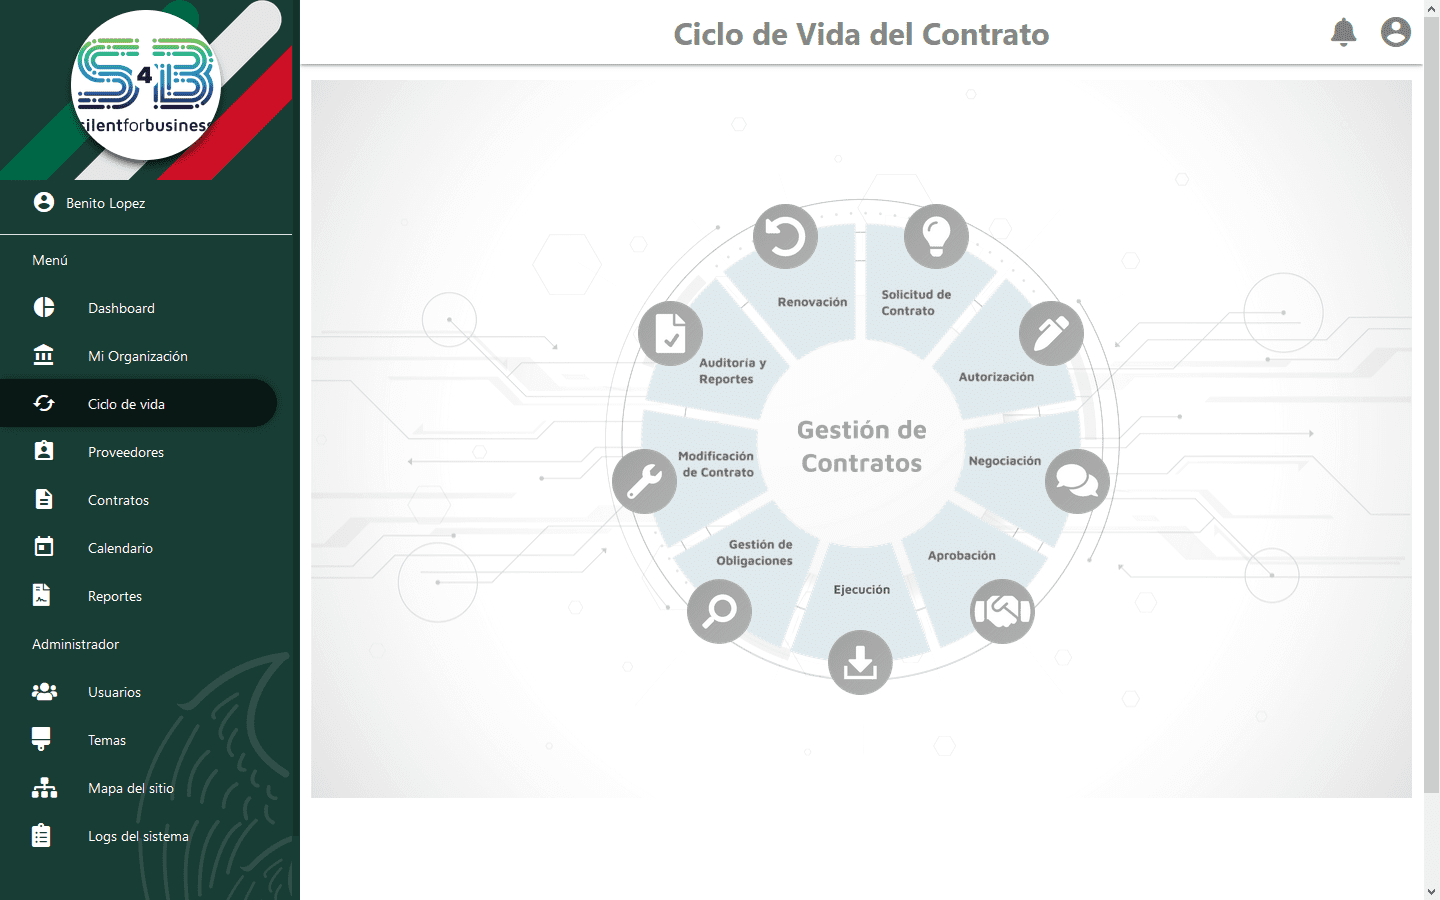 S4B
silentforbusiness
Benito Lopez
Menú
Dashboard
Mi Organización
Ciclo de vida
Proveedores
Contratos
Calendario
Reportes
Administrador
Usuarios
Temas
Mapa del sitio
Logs del sistema
Ciclo de Vida del Contrato
Renovación
Solicitud de
Contrato
Auditoría y
Reportes
Autorización
Gestión de
Contratos
Modificación
de Contrato
Negociación
Gestión de
Obligaciones
Aprobación
Ejecución